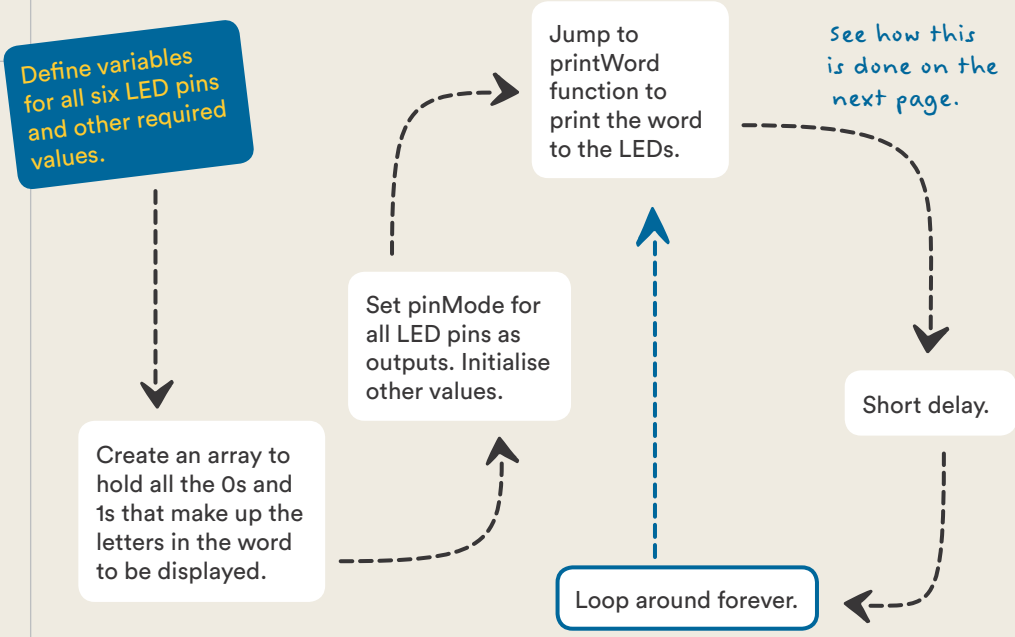 Define variables
for all six LED pins
and other required
values.
Create an array to
hold all the 0s and
1s that make up the
letters in the word
to be displayed.
Set pinMode for
all LED pins as
outputs. Initialise
other values.
Jump to
printWord
function to
print the word
to the LEDs.
See how this
is done on the
next page.
Short delay.
Loop around forever.